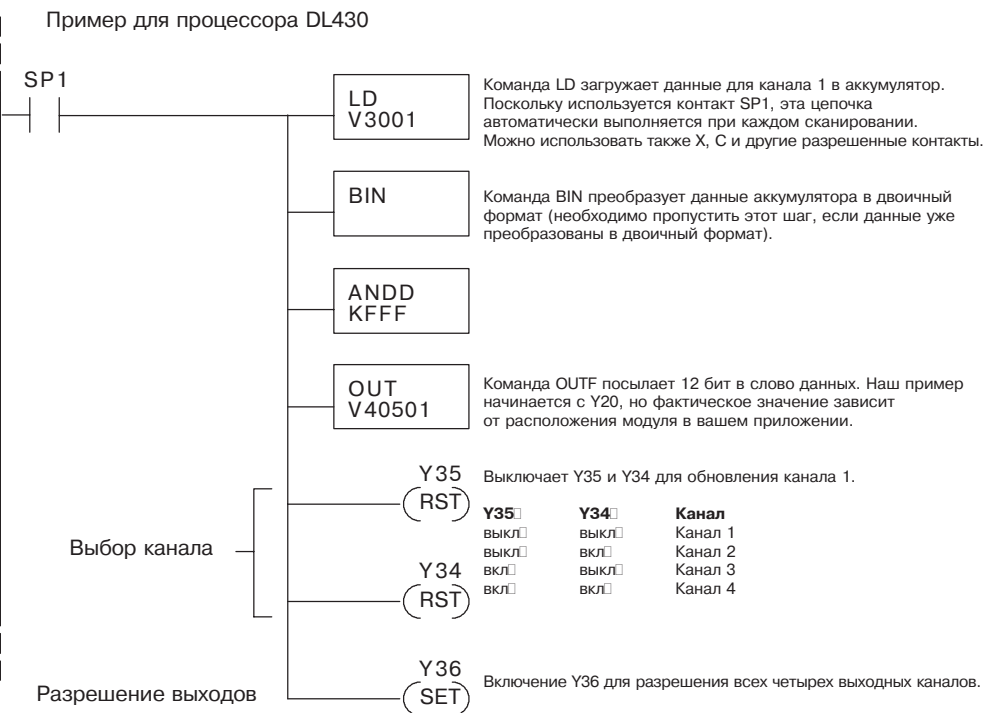 Пример для процессора DL430
SP1
LD
V3001
Команда LD загружает данные для канала 1 в аккумулятор.
Поскольку используется контакт SP1, эта цепочка
автоматически выполняется при каждом сканировании.
Можно использовать также X, C и другие разрешенные контакты.
BIN
Команда BIN преобразует данные аккумулятора в двоичный
формат (необходимо пропустить этот шаг, если данные уже
преобразованы в двоичный формат).
ANDD
KFFF
OUT
V40501
Команда OUTF посылает 12 бит в слово данных. Наш пример
начинается с Y20, но фактическое значение зависит
от расположения модуля в вашем приложении.
Y35
RST
Выключает Y35 и Y34 для обновления канала 1.
Y35 Y34 Канал
выкл выкл Канал 1
выкл вкл Канал 2
вкл выкл Канал 3
вкл вкл Канал 4
Выбор канала
Y34
RST
Y36
SET
Включение Y36 для разрешения всех четырех выходных каналов.
Разрешение выходов